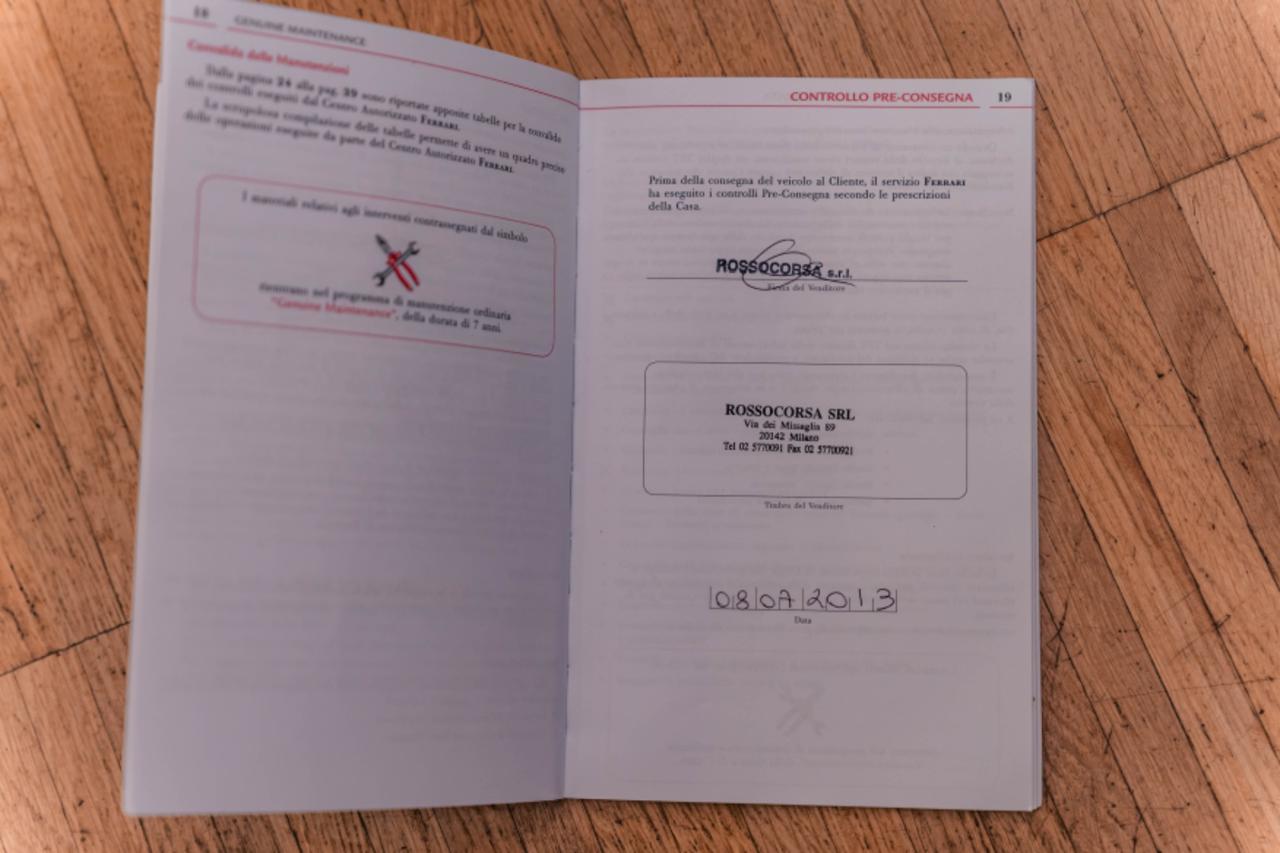 18 GENUINE MAINTENANCE
Convalida delle Manutenzioni
Dalla pagina 24 alla pag. 39 sono riportate apposite tabelle per la convalida
dei controlli eseguiti dal Centro Autorizzato FERRARI.
La scrupolosa compilazione delle tabelle permette di avere un quadro preciso
delle operazioni eseguite da parte del Centro Autorizzato FERRARI.
I materiali relativi agli interventi contrassegnati dal simbolo
rientrano nel programma di manutenzione ordinaria
"Genuine Maintenance", della durata di 7 anni
CONTROLLO PRE-CONSEGNA 19
Prima della consegna del veicolo al Cliente, il servizio FERRARI
ha eseguito i controlli Pre-Consegna secondo le prescrizioni
della Casa.
ROSSOCORSA s.r.l.
Firma del Venditore
ROSSOCORSA SRL
Via dei Missaglia 89
20142 Milano
Tel 02 5770091 Fax 02 57700921
Timbro del Venditore
08072013
Data